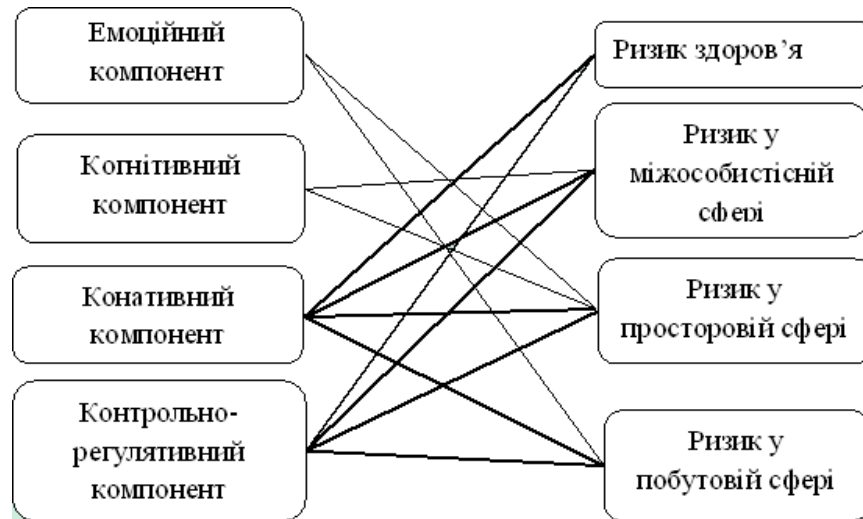 Емоційний
компонент
Когнітивний
компонент
Конативний
компонент
Контрольно-
регулятивний
компонент
Ризик здоров’я
Ризик у
міжособистісній
сфері
Ризик у
просторовій сфері
Ризик у
побутовій сфері